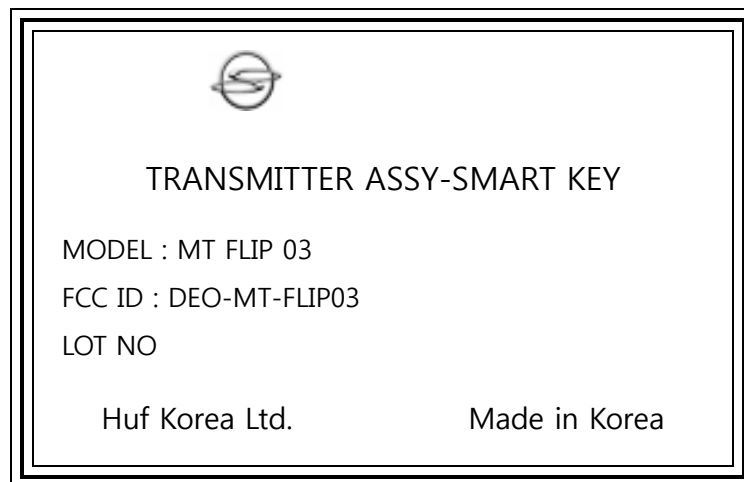 TRANSMITTER ASSY-SMART KEY
MODEL : MT FLIP 03
FCC ID : DEO-MT-FLIP03
LOT NO
Huf Korea Ltd. Made in Korea